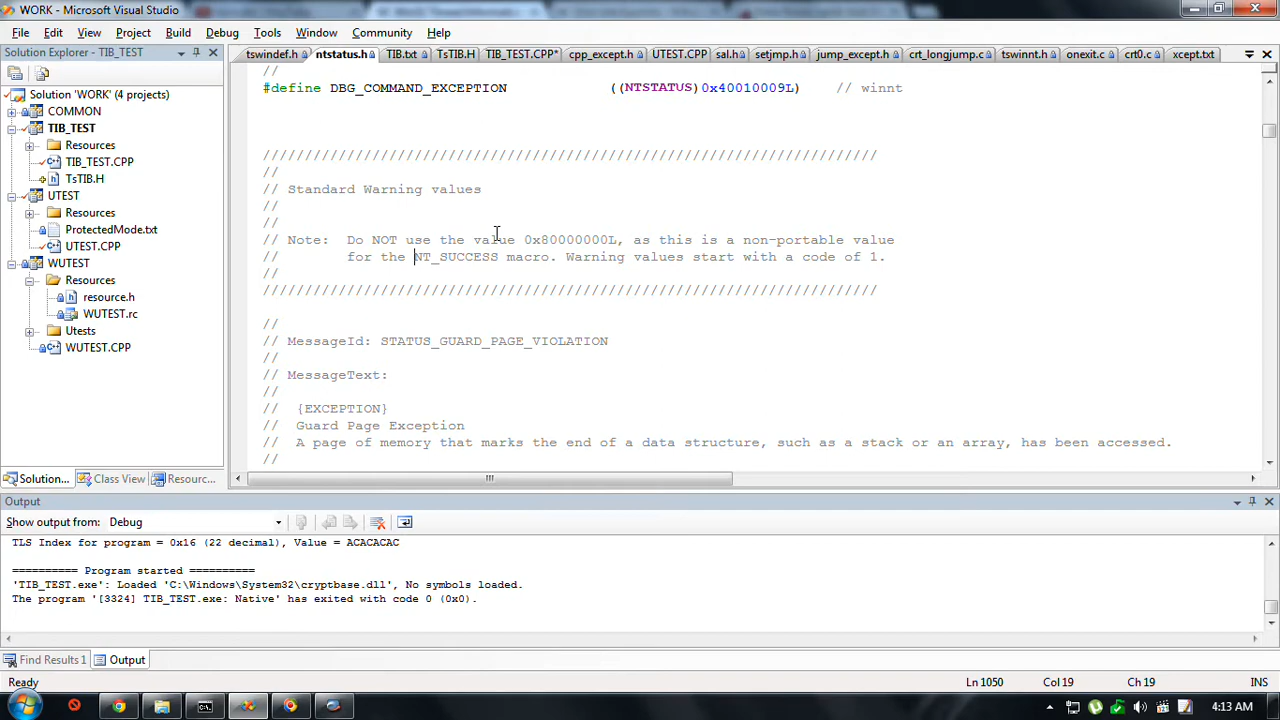 WORK - Microsoft Visual Studio
File Edit View Project Build Debug Tools Window Community Help
Solution Explorer - TIB_TEST
tswindef.h ntstatus.h TIB.txt TsTIB.H TIB_TEST.CPP* cpp_except.h UTEST.CPP sal.h setjmp.h jump_except.h crt_longjump.c tswinnt.h onexit.c crt0.c xcept.txt
Solution 'WORK' (4 projects)
COMMON
TIB_TEST
Resources
TIB_TEST.CPP
TsTIB.H
UTEST
Resources
ProtectedMode.txt
UTEST.CPP
WUTEST
Resources
resource.h
WUTEST.rc
Utests
WUTEST.CPP
Solution... Class View Resourc...
//
#define DBG_COMMAND_EXCEPTION ((NTSTATUS)0x40010009L) // winnt
/////////////////////////////////////////////////////////////////////////
//
// Standard Warning values
//
//
// Note: Do NOT use the value 0x80000000L, as this is a non-portable value
// for the NT_SUCCESS macro. Warning values start with a code of 1.
//
/////////////////////////////////////////////////////////////////////////
//
// MessageId: STATUS_GUARD_PAGE_VIOLATION
//
// MessageText:
//
// {EXCEPTION}
// Guard Page Exception
// A page of memory that marks the end of a data structure, such as a stack or an array, has been accessed.
//
Output
Show output from: Debug
TLS Index for program = 0x16 (22 decimal), Value = ACACACAC
========== Program started ==========
'TIB_TEST.exe': Loaded 'C:\Windows\System32\cryptbase.dll', No symbols loaded.
The program '[3324] TIB_TEST.exe: Native' has exited with code 0 (0x0).
Find Results 1 Output
Ready Ln 1050 Col 19 Ch 19 INS
4:13 AM